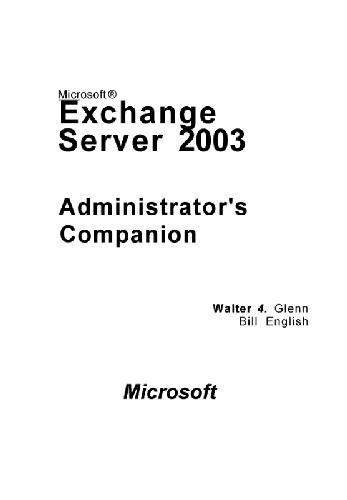 Microsoft®
Exchange
Server 2003
Administrator's
Companion
Walter 4. Glenn
Bill English
Microsoft